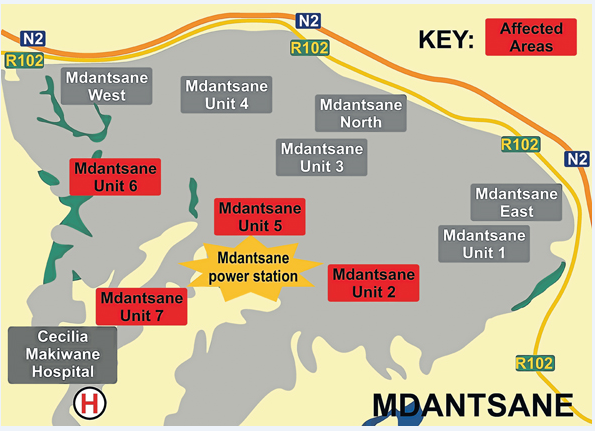 N2
N2
R102
R102
KEY:
Affected
Areas
Mdantsane
West
Mdantsane
Unit 4
Mdantsane
North
Mdantsane
Unit 3
R102
N2
Mdantsane
Unit 6
Mdantsane
East
Mdantsane
Unit 5
Mdantsane
Unit 1
Mdantsane
power station
Mdantsane
Unit 2
Mdantsane
Unit 7
Cecilia
Makiwane
Hospital
R102
H
MDANTSANE